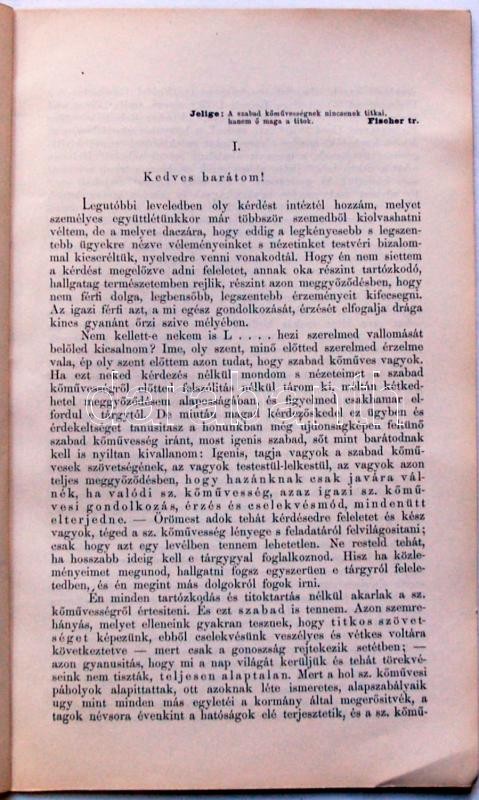 Jelige: A szabad kőművességnek nincsenek titkai,
hanem ő maga a titok. Fischer tr.
I.
Kedves barátom!
Legutóbbi leveledben oly kérdést intéztél hozzám, melyet
személyes együttlétünkkor már többször szemedből kiolvashatni
véltem, de a melyet daczára, hogy eddig a legkényesebb s legszen-
tebb ügyekre nézve véleményeinket s nézetinket testvéri bizalom-
mal kicseréltük, nyelvedre venni vonakodtál. Hogy én nem siettem
a kérdést megelőzve adni feleletet, annak oka részint tartózkodó,
hallgatag természetemben rejlik, részint azon meggyőződésben, hogy
nem férfi dolga, legbensőbb, legszentebb érzeményeit kifecsegni.
Az igazi férfi azt, a mi egész gondolkozását, érzését elfogalja drága
kincs gyanánt őrzi szive mélyében.
Nem kellett-e nekem is L . . . . hezi szerelmed vallomását
belőled kicsalnom? Ime, oly szent, minő előtted szerelmed érzelme
vala, ép oly szent előttem azon tudat, hogy szabad kőműves vagyok.
Ha ezt neked kérdezés nélkül mondom s nézeteimet a szabad
kőművességről előtted felszólitás nélkül tárom ki, méltán kétked-
hetel meggyőződésem alaposságában és figyelmed csakhamar el-
fordul a tárgytól. De miután magad kérdezősködel ez ügyben és
érdekeltséget tanusitasz a honunkban még ujonságképen feltünő
szabad kőművesség iránt, most igenis szabad, sőt mint barátodnak
kell is nyiltan kivallanom: Igenis, tagja vagyok a szabad kőmű-
vesek szövetségének, az vagyok testestül-lelkestül, az vagyok azon
teljes meggyőződésben, hogy hazánknak csak javára vál-
nék, ha valódi sz. kőművesség, azaz igazi sz. kőmű-
vesi gondolkozás, érzés és cselekvésmód, mindenütt
elterjedne. — Örömest adok tehát kérdésedre feleletet és kész
vagyok, téged a sz. kőművesség lényege s feladatáról felvilágositani;
csak hogy azt egy levélben tennem lehetetlen. Ne resteld tehát,
ha hosszabb ideig kell e tárgygyal foglalkoznod. Hisz ha közle-
ményeimet megunod, hallgatni fogsz egyszerüen e tárgyról felele-
tedben, és én megint más dolgokról fogok irni.
Én minden tartózkodás és titoktartás nélkül akarlak a sz.
kőművességről értesiteni. És ezt szabad is tennem. Azon szemre-
hányás, melyet elleneink gyakran tesznek, hogy titkos szövet-
séget képezünk, ebből cselekvésünk veszélyes és vétkes voltára
következtetve — mert csak a gonoszság rejtekezik setétben; —
azon gyanusitás, hogy mi a nap világát kerüljük és tehát törekvé-
seink nem tiszták, teljesen alaptalan. Mert a hol sz. kőművesi
páholyok alapittattak, ott azoknak léte ismeretes, alapszabályaik
ugy mint minden más egyletéi a kormány által megerősitvék, a
tagok névsora évenkint a hatóságok elé terjesztetik, és a sz. kőmű-
darabanth
.com